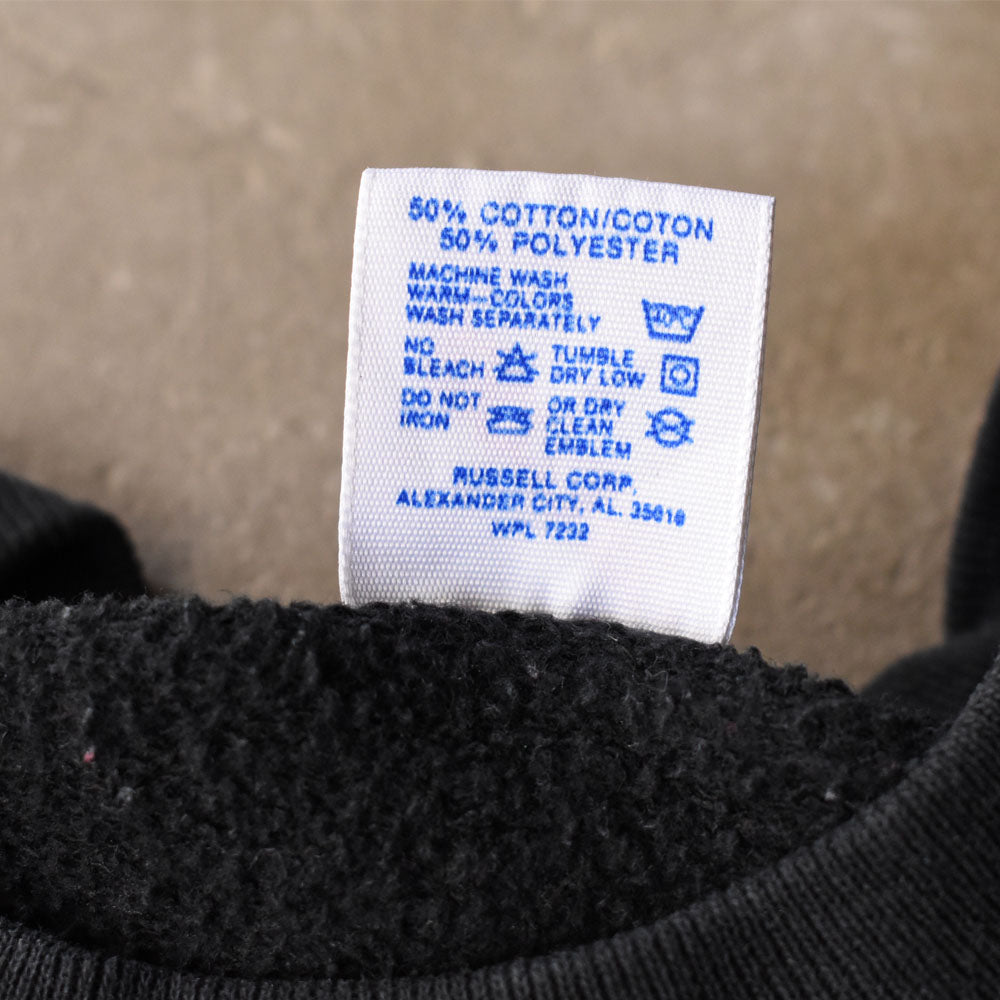 50% COTTON/COTON
50% POLYESTER
MACHINE WASH
WARM—COLORS
WASH SEPARATELY
NO
BLEACH
TUMBLE
DRY LOW
DO NOT
IRON
OR DRY
CLEAN
EMBLEM
RUSSELL CORP.
ALEXANDER CITY, AL. 35010
WPL 7232